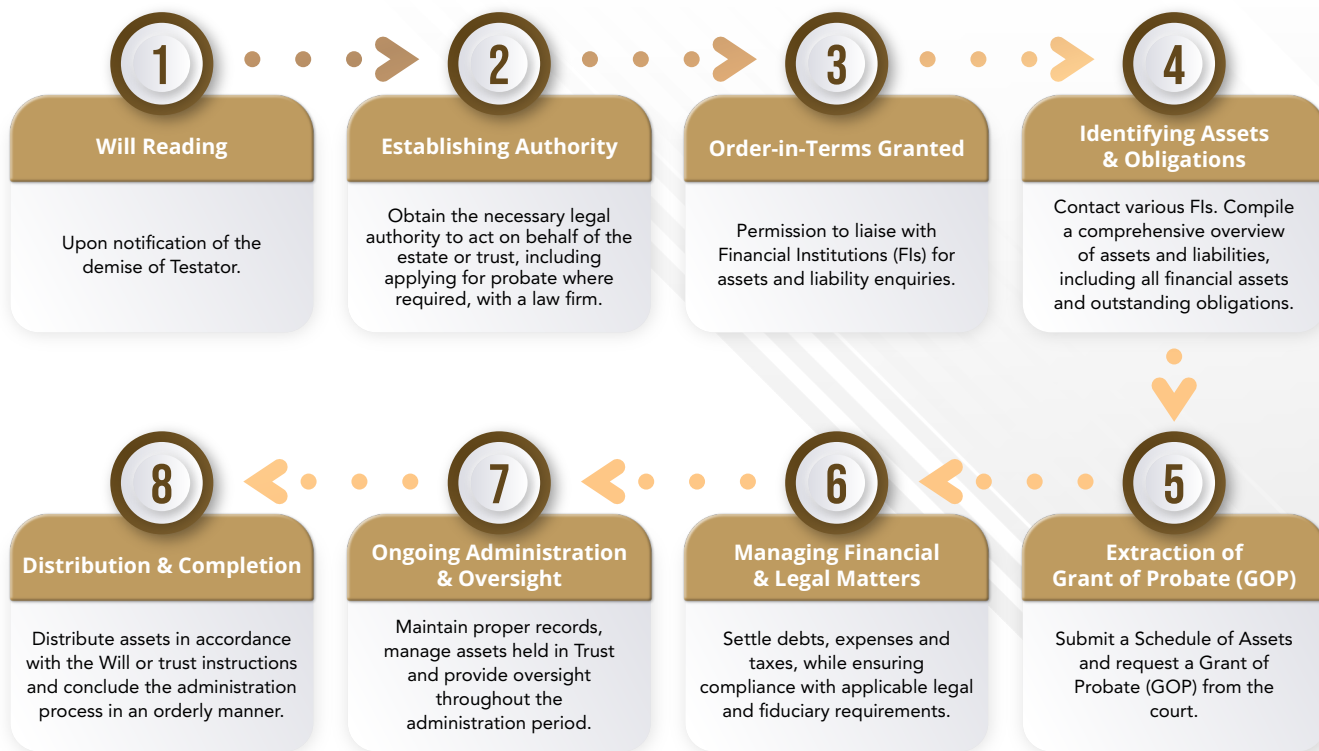 1
Will Reading
Upon notification of the
demise of Testator.
2
Establishing Authority
Obtain the necessary legal
authority to act on behalf of the
estate or trust, including
applying for probate where
required, with a law firm.
3
Order-in-Terms Granted
Permission to liaise with
Financial Institutions (FIs) for
assets and liability enquiries.
4
Identifying Assets
& Obligations
Contact various FIs. Compile
a comprehensive overview
of assets and liabilities,
including all financial assets
and outstanding obligations.
5
Extraction of
Grant of Probate (GOP)
Submit a Schedule of Assets
and request a Grant of
Probate (GOP) from the
court.
6
Managing Financial
& Legal Matters
Settle debts, expenses and
taxes, while ensuring
compliance with applicable legal
and fiduciary requirements.
7
Ongoing Administration
& Oversight
Maintain proper records,
manage assets held in Trust
and provide oversight
throughout the
administration period.
8
Distribution & Completion
Distribute assets in accordance
with the Will or trust instructions
and conclude the administration
process in an orderly manner.